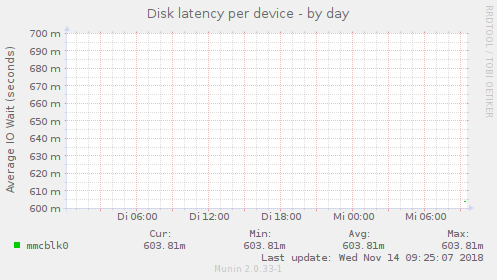 Disk latency per device - by day
RRDTOOL / TOBI OETIKER
Average IO Wait (seconds)
700 m
690 m
680 m
670 m
660 m
650 m
640 m
630 m
620 m
610 m
600 m
Di 06:00 Di 12:00 Di 18:00 Mi 00:00 Mi 06:00
Cur: Min: Avg: Max:
mmcblk0 603.81m 603.81m 603.81m 603.81m
Last update: Wed Nov 14 09:25:07 2018
Munin 2.0.33-1